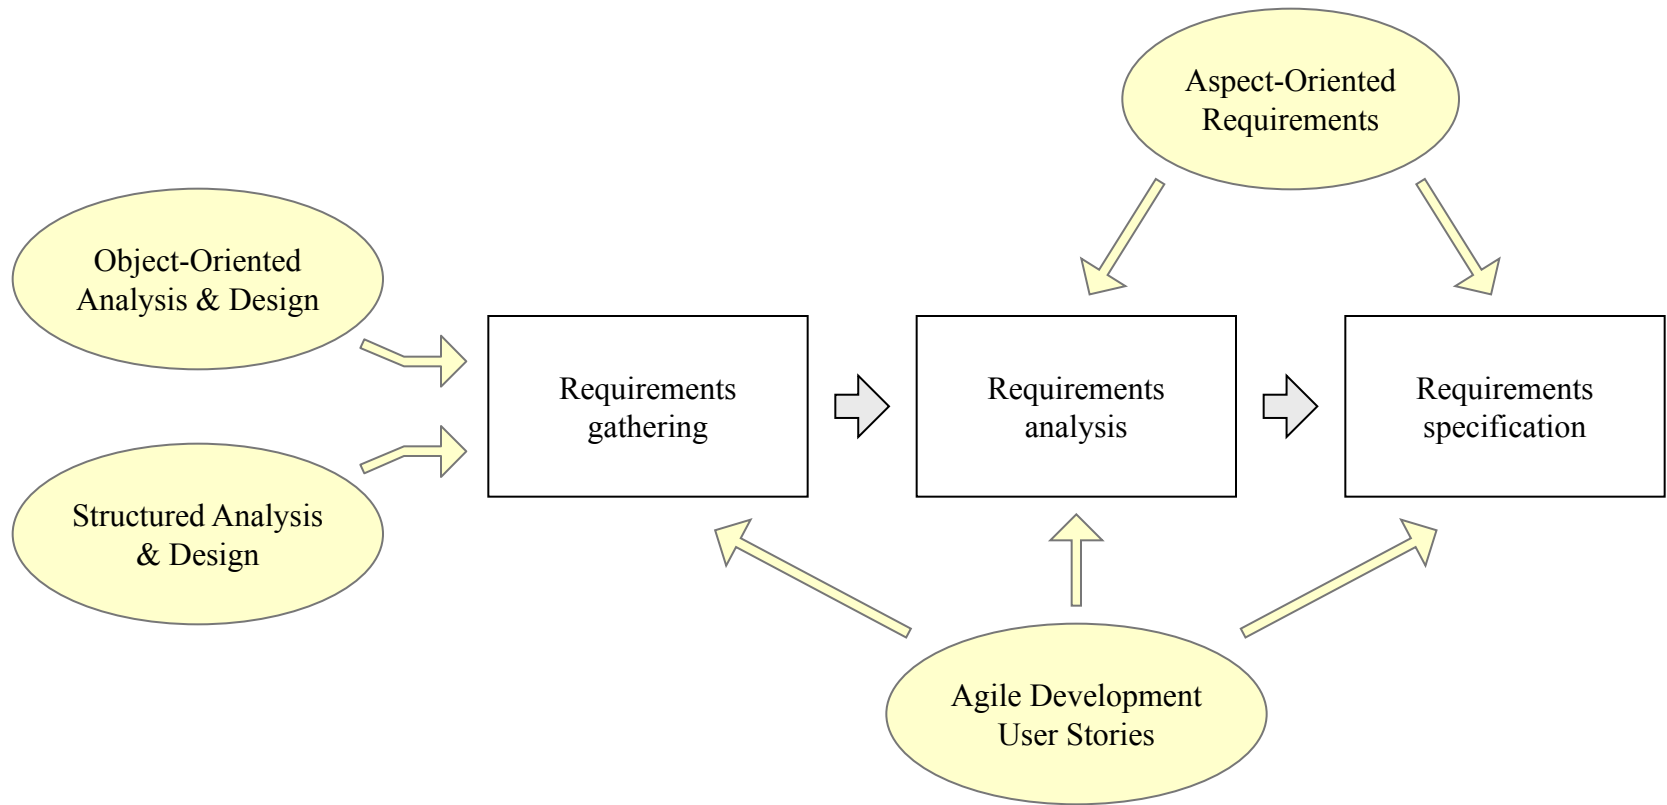 Aspect-Oriented
Requirements
Object-Oriented
Analysis & Design
Requirements
gathering
Requirements
analysis
Requirements
specification
Structured Analysis
& Design
Agile Development
User Stories